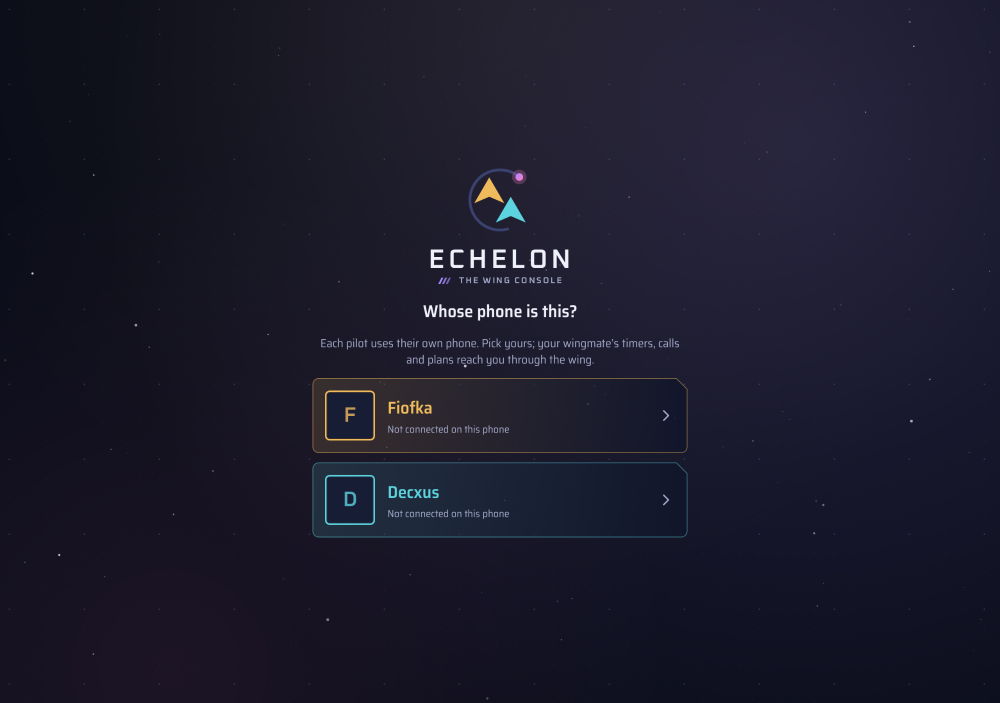 ECHELON
THE WING CONSOLE
Whose phone is this?
Each pilot uses their own phone. Pick yours; your wingmate's timers, calls
and plans reach you through the wing.
F
Fiofka
Not connected on this phone
D
Decxus
Not connected on this phone